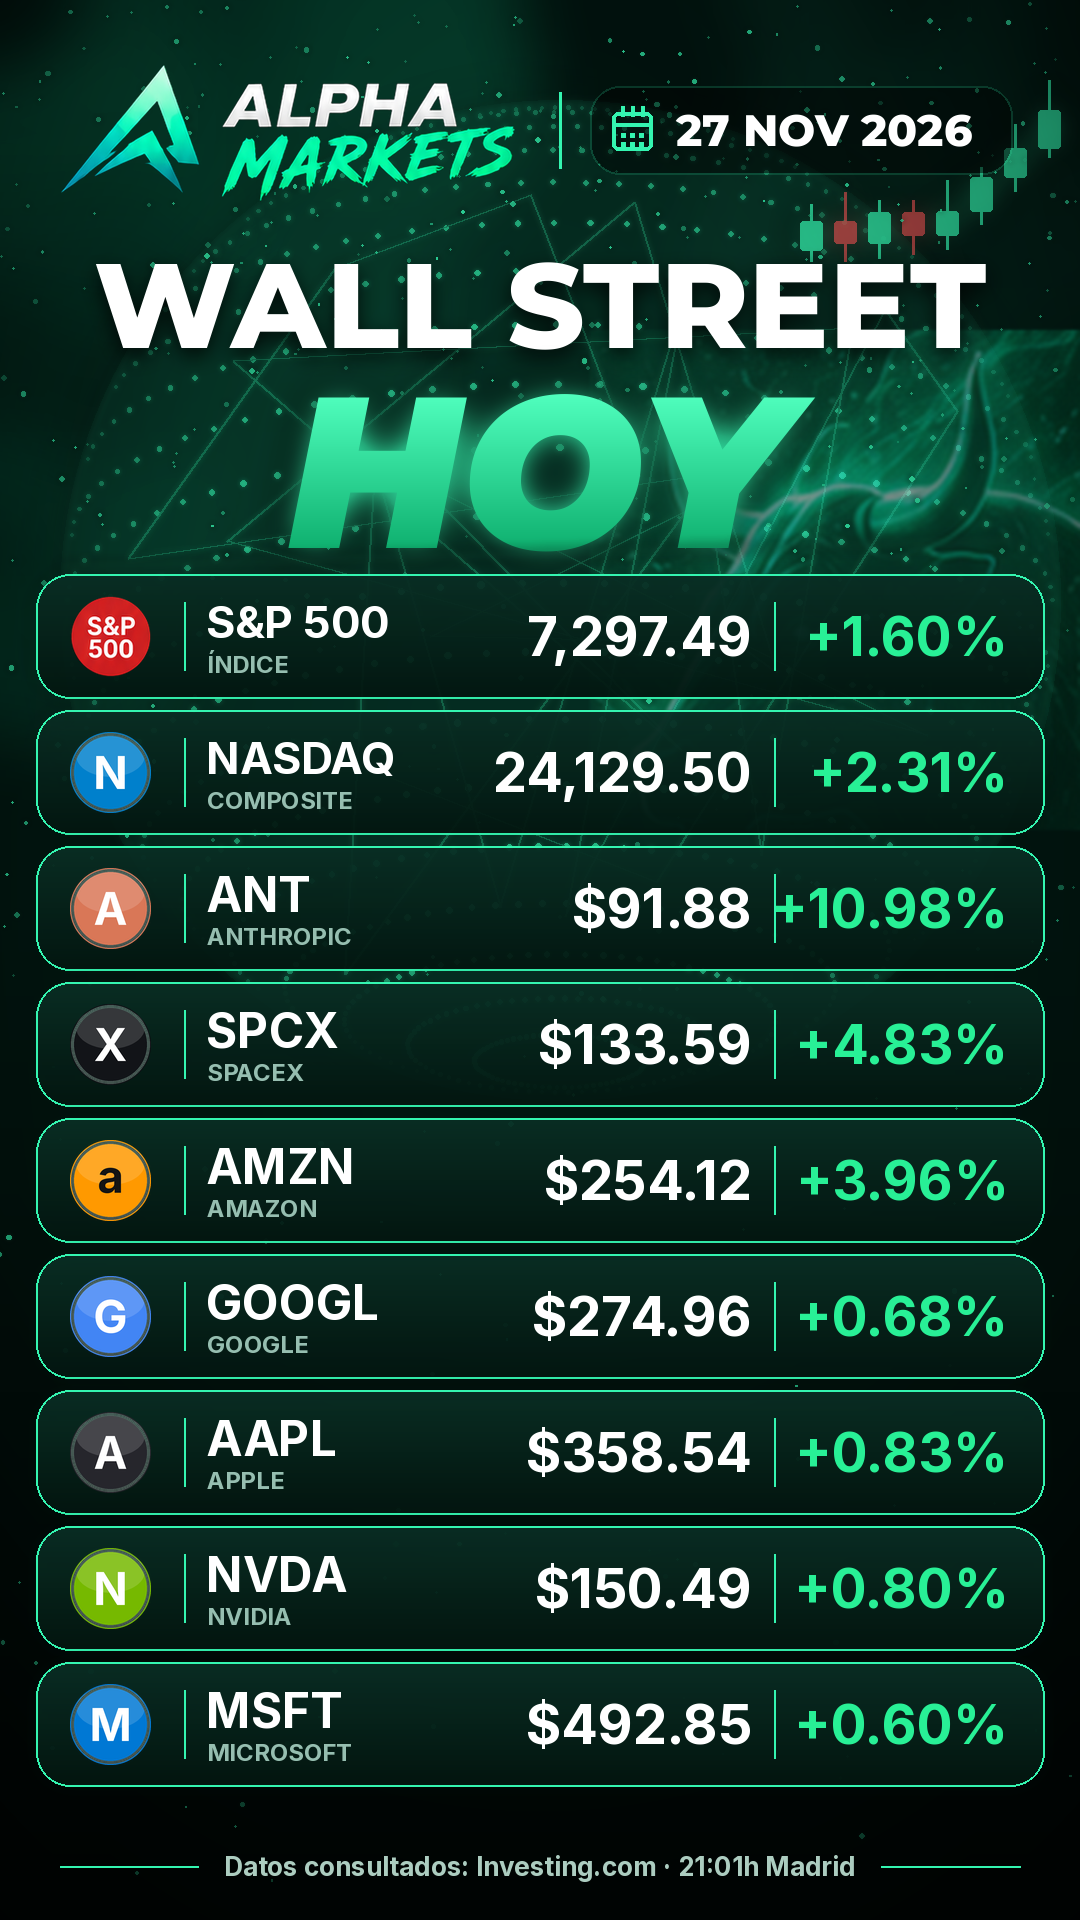 ALPHA
MARKETS
27 NOV 2026
WALL STREET
HOY
S&P
500
S&P 500
ÍNDICE
7,297.49
+1.60%
N
NASDAQ
COMPOSITE
24,129.50
+2.31%
A
ANT
ANTHROPIC
$91.88
+10.98%
X
SPCX
SPACEX
$133.59
+4.83%
a
AMZN
AMAZON
$254.12
+3.96%
G
GOOGL
GOOGLE
$274.96
+0.68%
A
AAPL
APPLE
$358.54
+0.83%
N
NVDA
NVIDIA
$150.49
+0.80%
M
MSFT
MICROSOFT
$492.85
+0.60%
Datos consultados: Investing.com · 21:01h Madrid